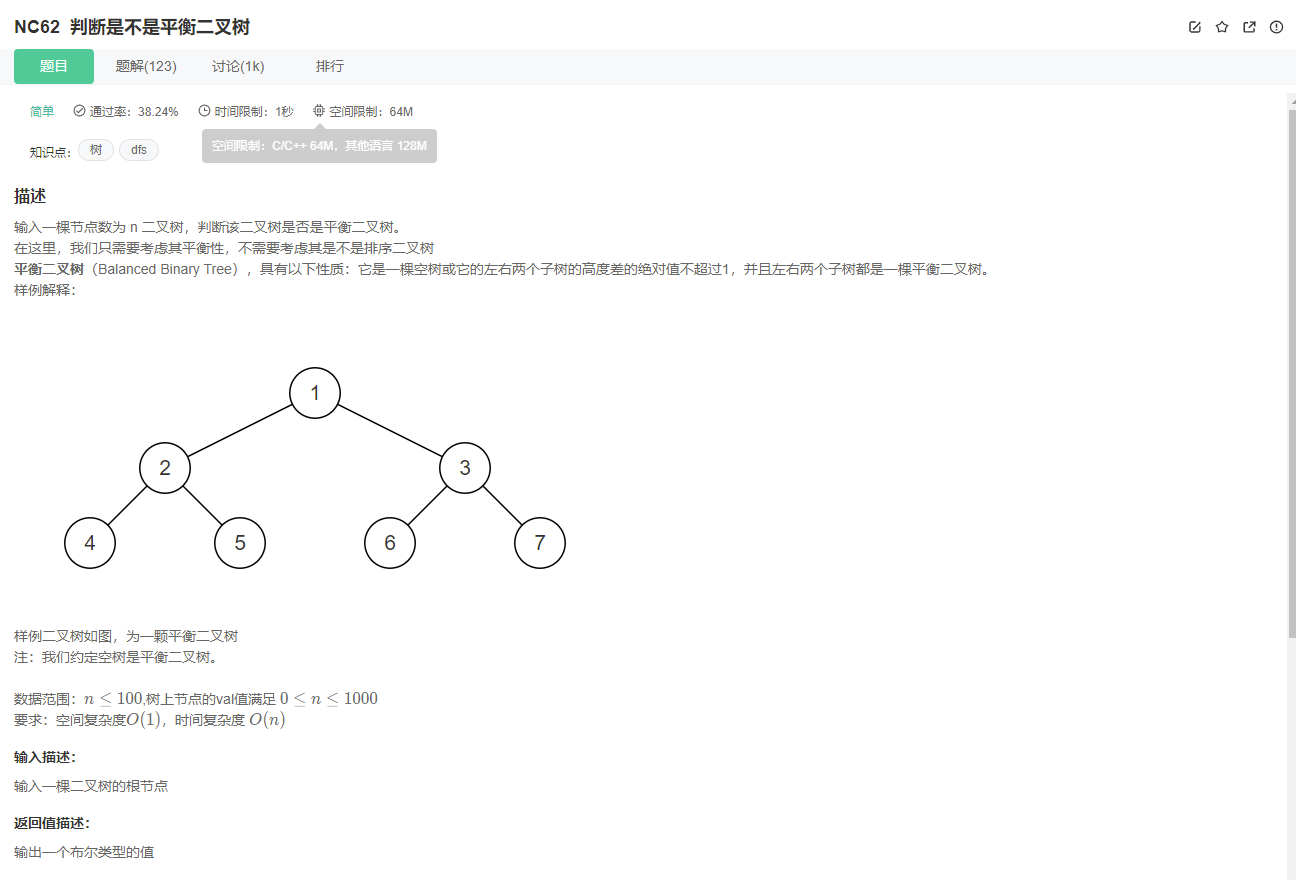 NC62 判断是不是平衡二叉树
题目 题解(123) 讨论(1k) 排行
简单 通过率：38.24% 时间限制：1秒 空间限制：64M
知识点： 树 dfs
空间限制：C/C++ 64M，其他语言 128M
描述
输入一棵节点数为 n 二叉树，判断该二叉树是否是平衡二叉树。
在这里，我们只需要考虑其平衡性，不需要考虑其是不是排序二叉树
平衡二叉树（Balanced Binary Tree），具有以下性质：它是一棵空树或它的左右两个子树的高度差的绝对值不超过1，并且左右两个子树都是一棵平衡二叉树。
样例解释：
1
2 3
4 5 6 7
样例二叉树如图，为一颗平衡二叉树
注：我们约定空树是平衡二叉树。
数据范围：n ≤ 100,树上节点的val值满足 0 ≤ n ≤ 1000
要求：空间复杂度O(1)，时间复杂度 O(n)
输入描述：
输入一棵二叉树的根节点
返回值描述：
输出一个布尔类型的值